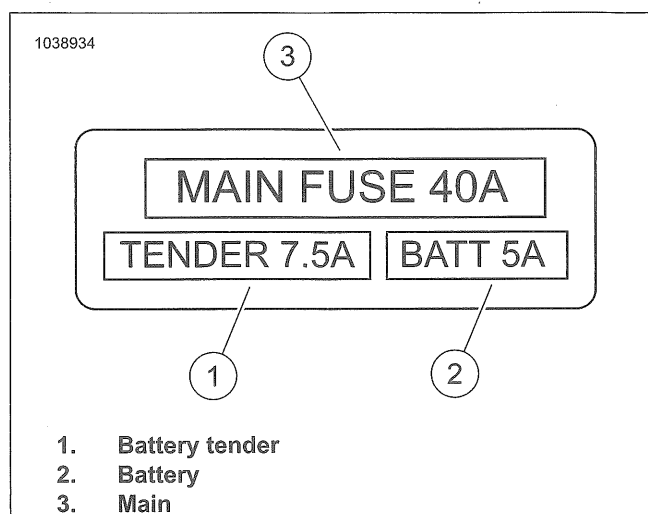 1038934
3
MAIN FUSE 40A
TENDER 7.5A BATT 5A
1 2
1. Battery tender
2. Battery
3. Main